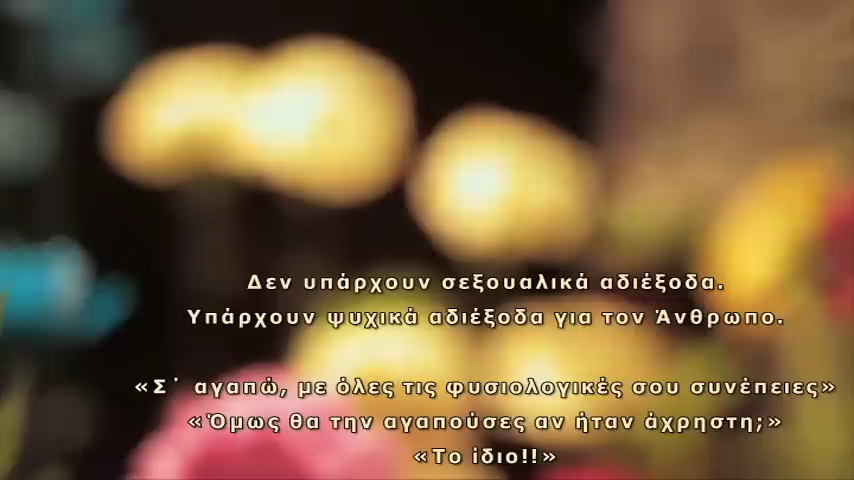 Δεν υπάρχουν σεξουαλικά αδιέξοδα.
Υπάρχουν ψυχικά αδιέξοδα για τον Άνθρωπο.
«Σ΄ αγαπώ, με όλες τις φυσιολογικές σου συνέπειες»
«Όμως θα την αγαπούσες αν ήταν άχρηστη;»
«Το ίδιο!!»